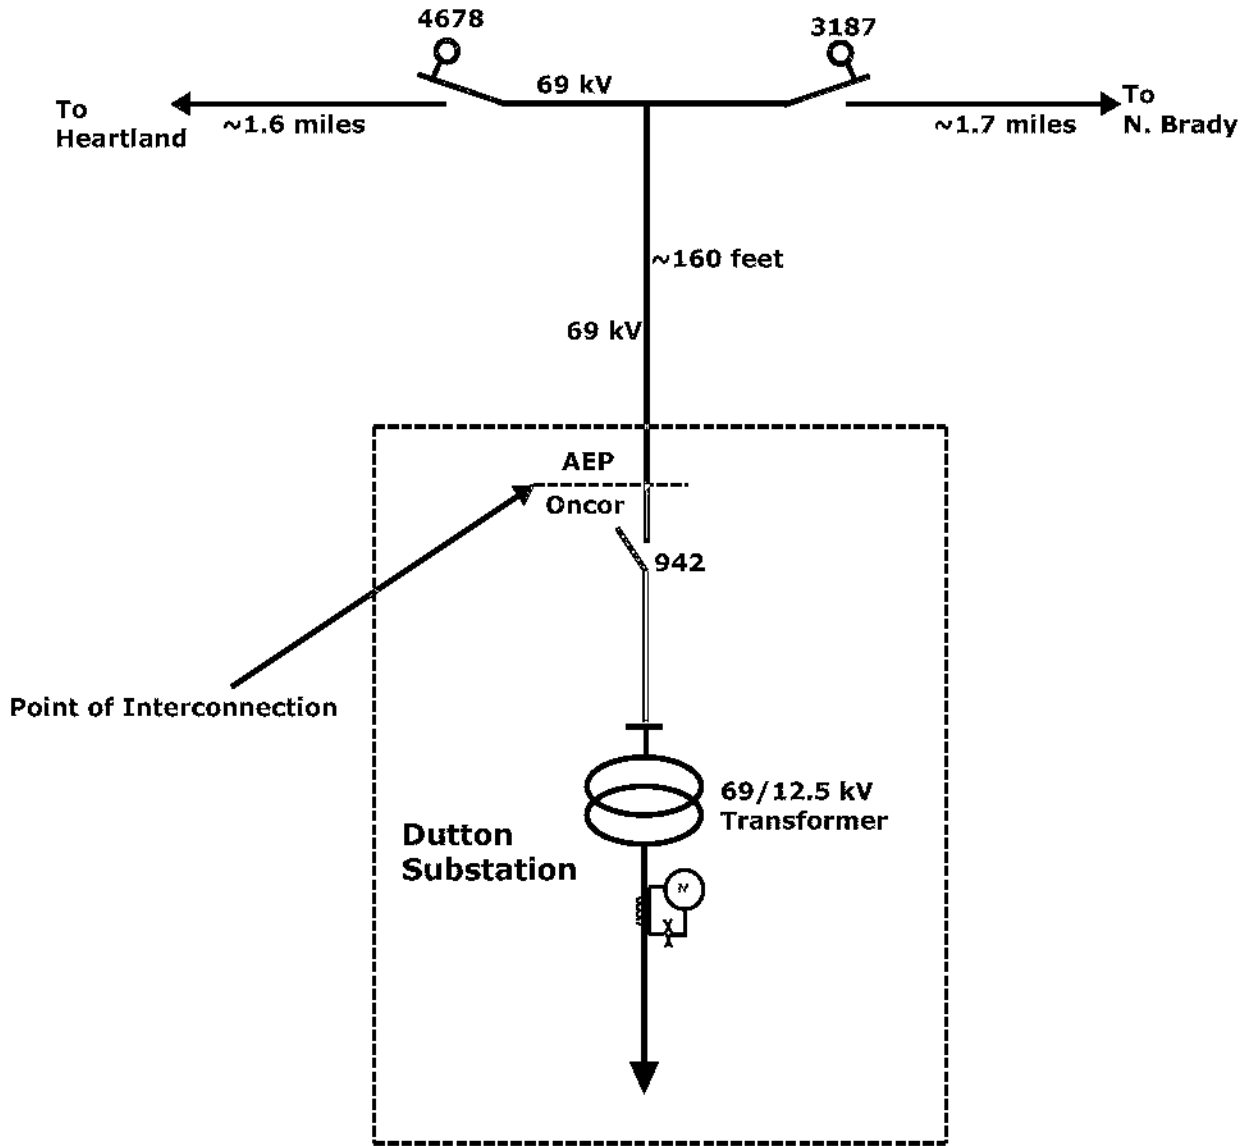 4678
3187
69 kV
To
Heartland
~1.6 miles
~1.7 miles
To
N. Brady
~160 feet
69 kV
AEP
Oncor
942
Point of Interconnection
69/12.5 kV
Transformer
Dutton
Substation
M